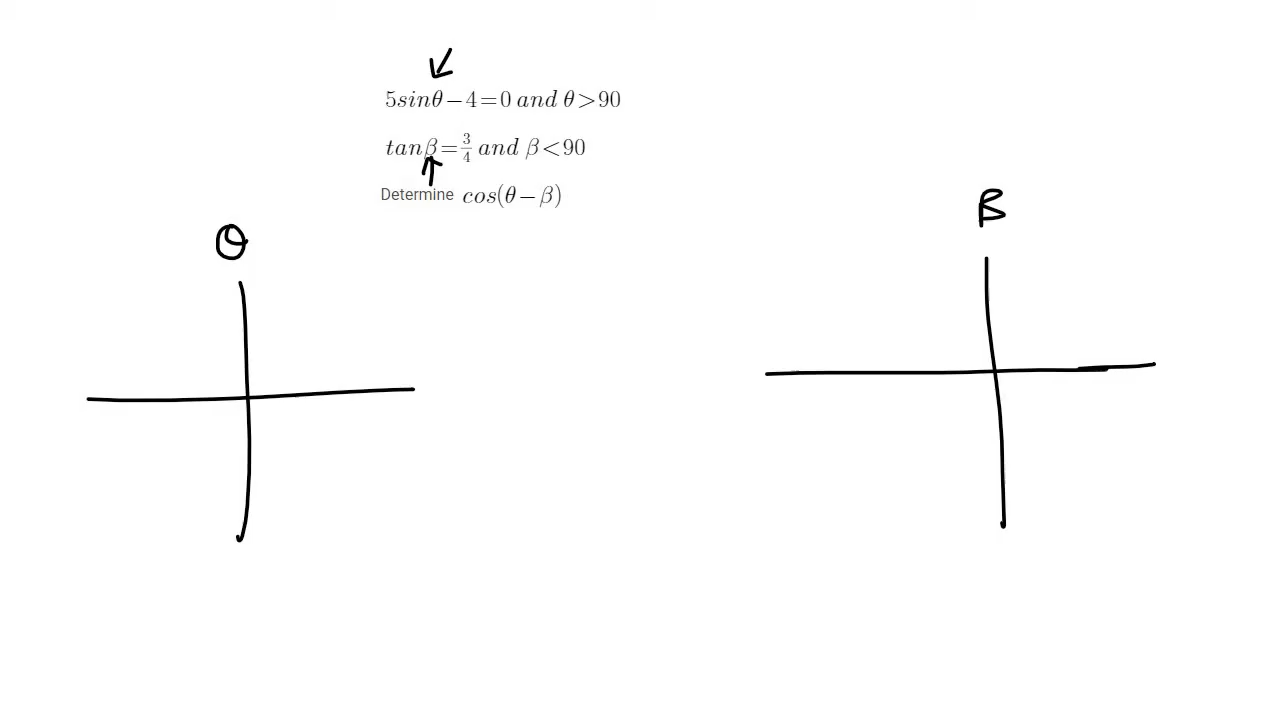 5sinθ−4=0 and θ>90
tanβ=3/4 and β<90
Determine cos(θ−β)
θ
β